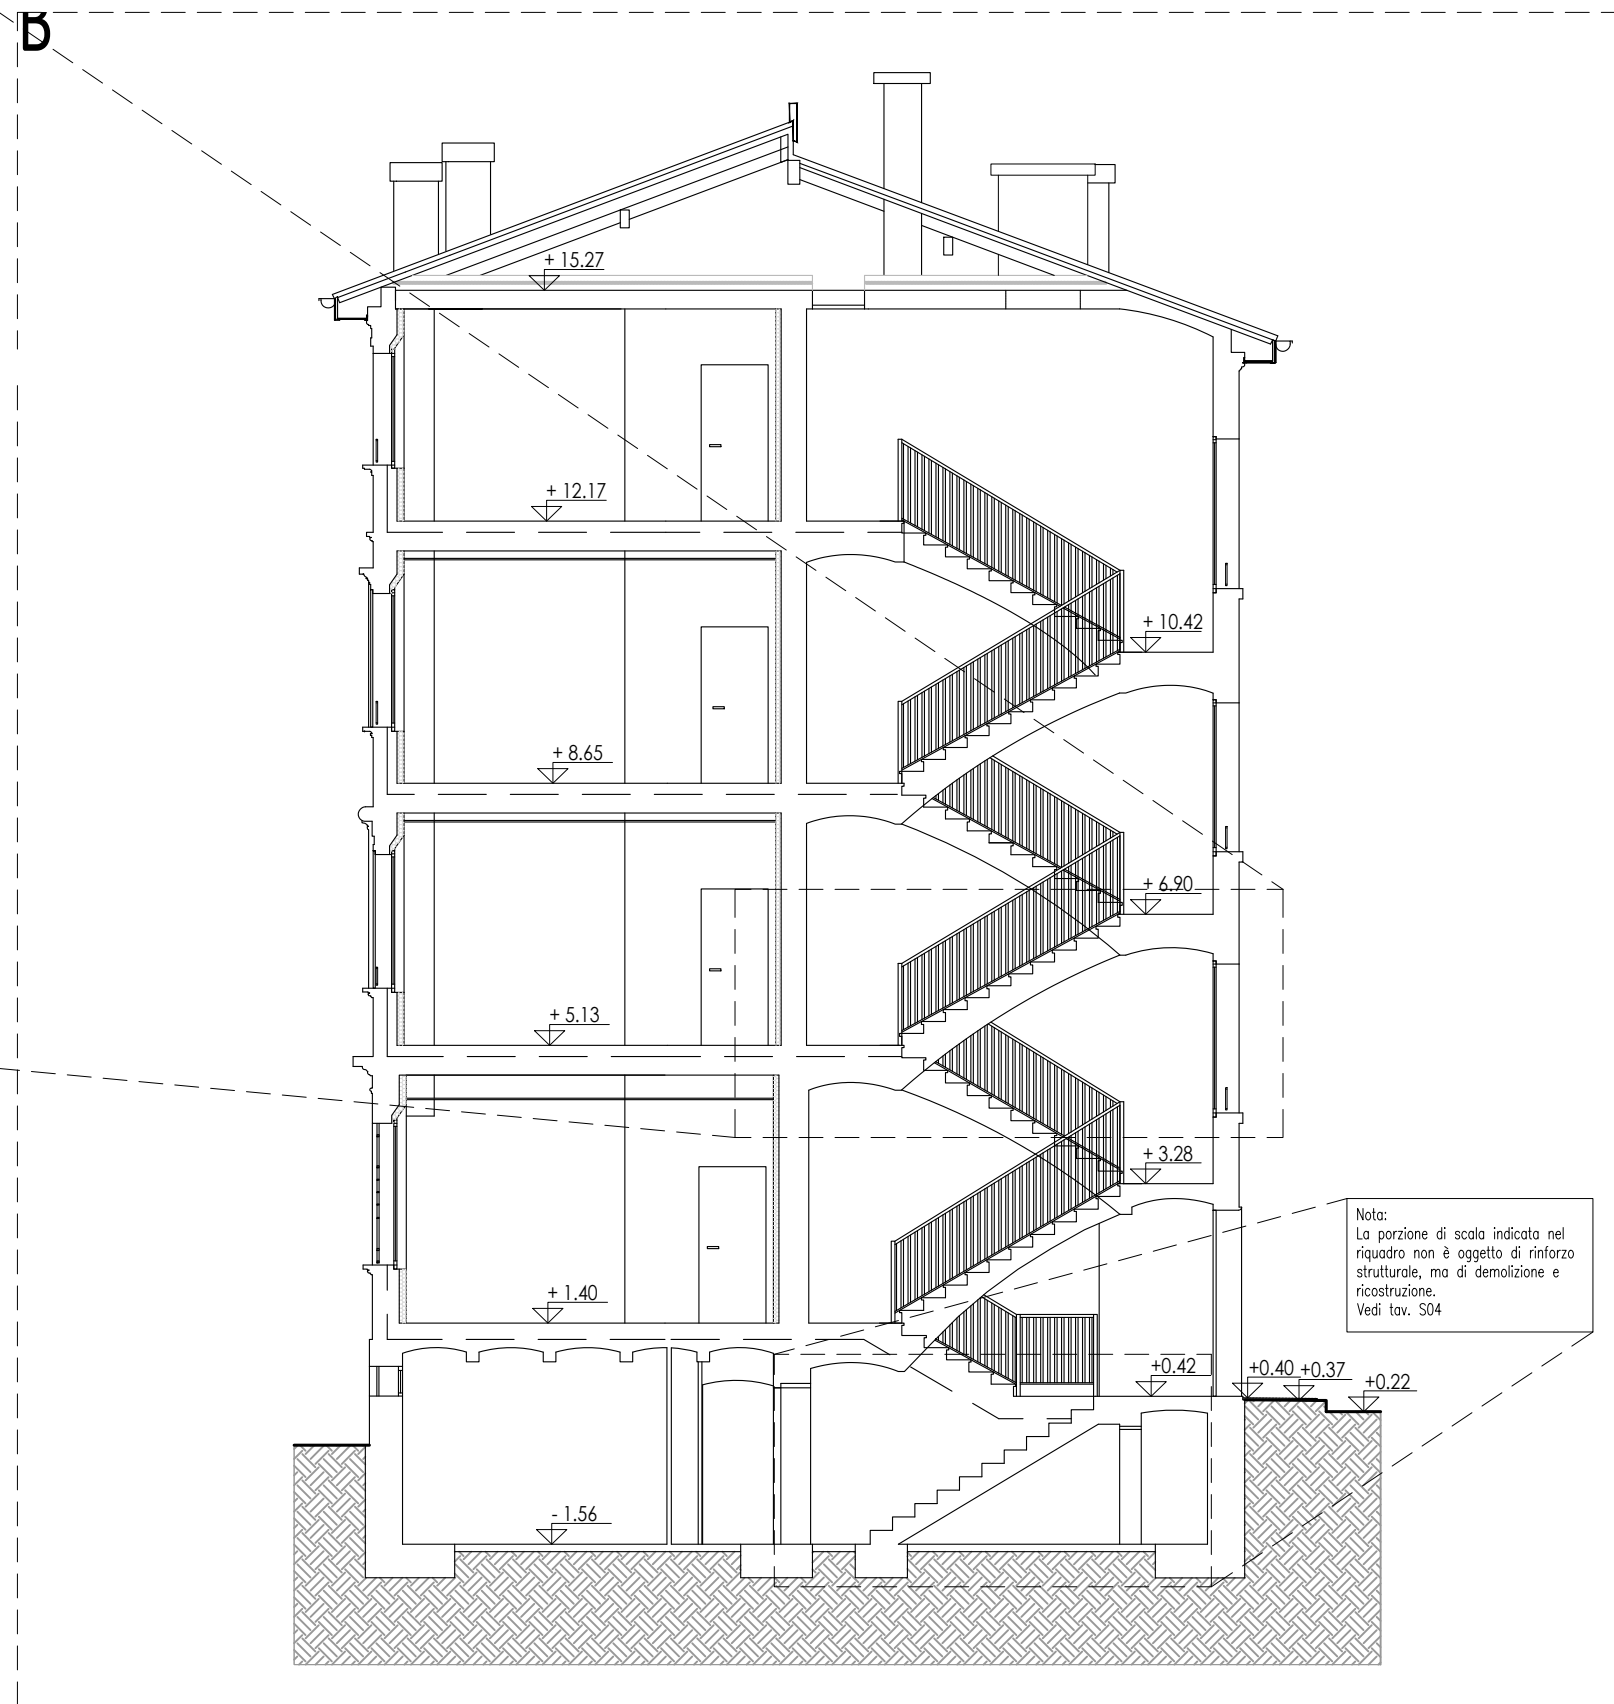 B
+ 15.27
+ 12.17
+ 10.42
+ 8.65
+ 6.90
+ 5.13
+ 3.28
Nota:
La porzione di scala indicata nel
riquadro non è oggetto di rinforzo
strutturale, ma di demolizione e
ricostruzione.
Vedi tav. S04
+ 1.40
+0.42
+0.40
+0.37
+0.22
- 1.56